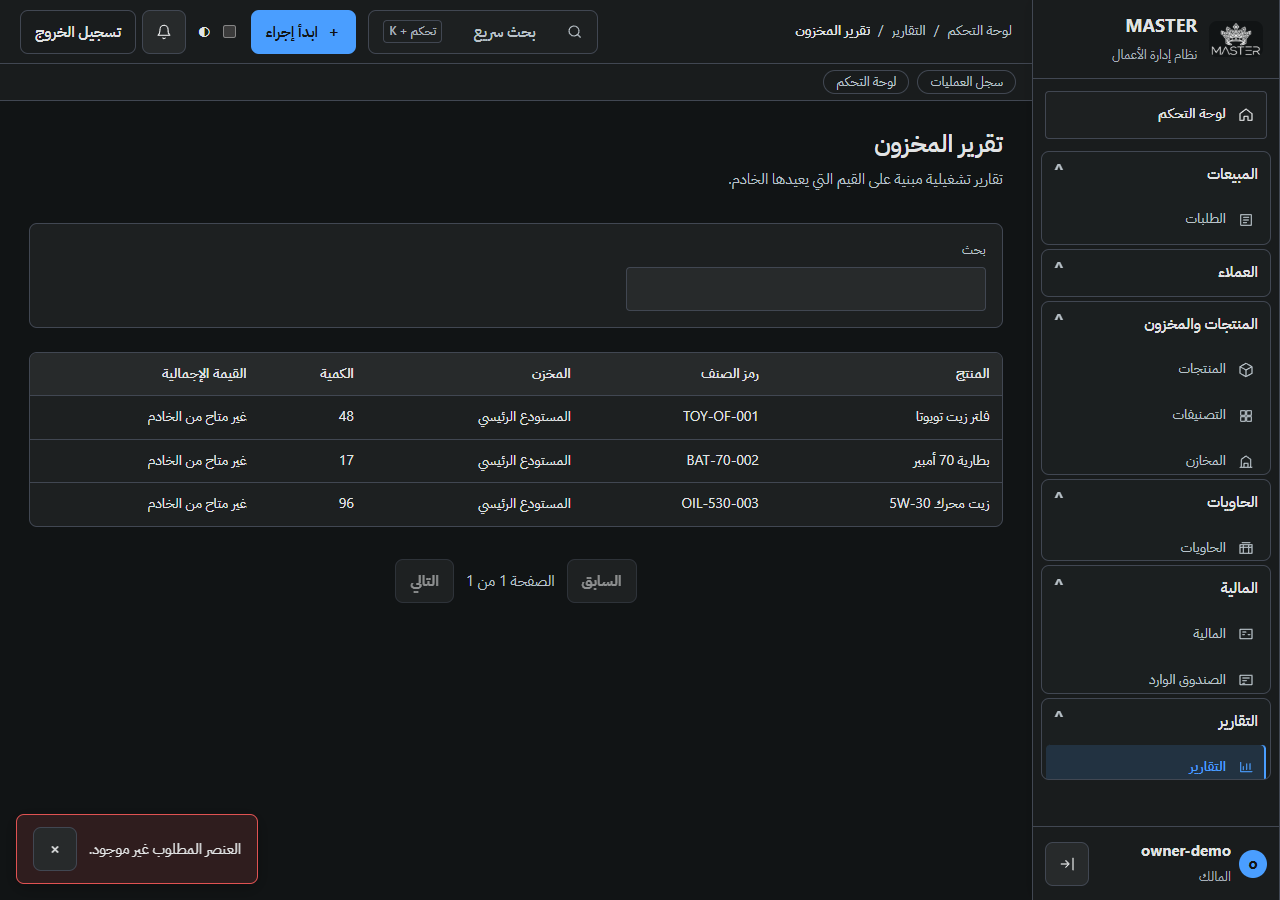 MASTER
نظام إدارة الأعمال
MASTER
لوحة التحكم
المبيعات ^
الطلبات
العملاء ^
المنتجات والمخزون ^
المنتجات
التصنيفات
المخازن
الحاويات ^
الحاويات
المالية ^
المالية
الصندوق الوارد
التقارير ^
التقارير
owner-demo
المالك
o
لوحة التحكم / التقارير / تقرير المخزون
بحث سريع تحكم + K
+ ابدأ إجراء
تسجيل الخروج
سجل العمليات
لوحة التحكم
تقرير المخزون
تقارير تشغيلية مبنية على القيم التي يعيدها الخادم.
بحث
المنتج رمز الصنف المخزن الكمية القيمة الإجمالية
فلتر زيت تويوتا TOY-OF-001 المستودع الرئيسي 48 غير متاح من الخادم
بطارية 70 أمبير BAT-70-002 المستودع الرئيسي 17 غير متاح من الخادم
زيت محرك 5W-30 OIL-530-003 المستودع الرئيسي 96 غير متاح من الخادم
السابق الصفحة 1 من 1 التالي
العنصر المطلوب غير موجود. ×